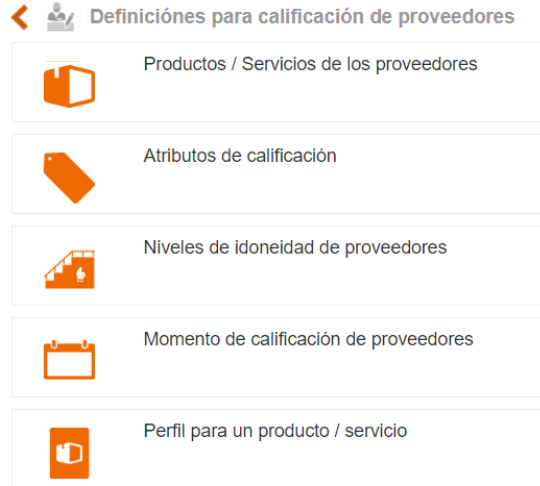 Definiciónes para calificación de proveedores
Productos / Servicios de los proveedores
Atributos de calificación
Niveles de idoneidad de proveedores
Momento de calificación de proveedores
Perfil para un producto / servicio